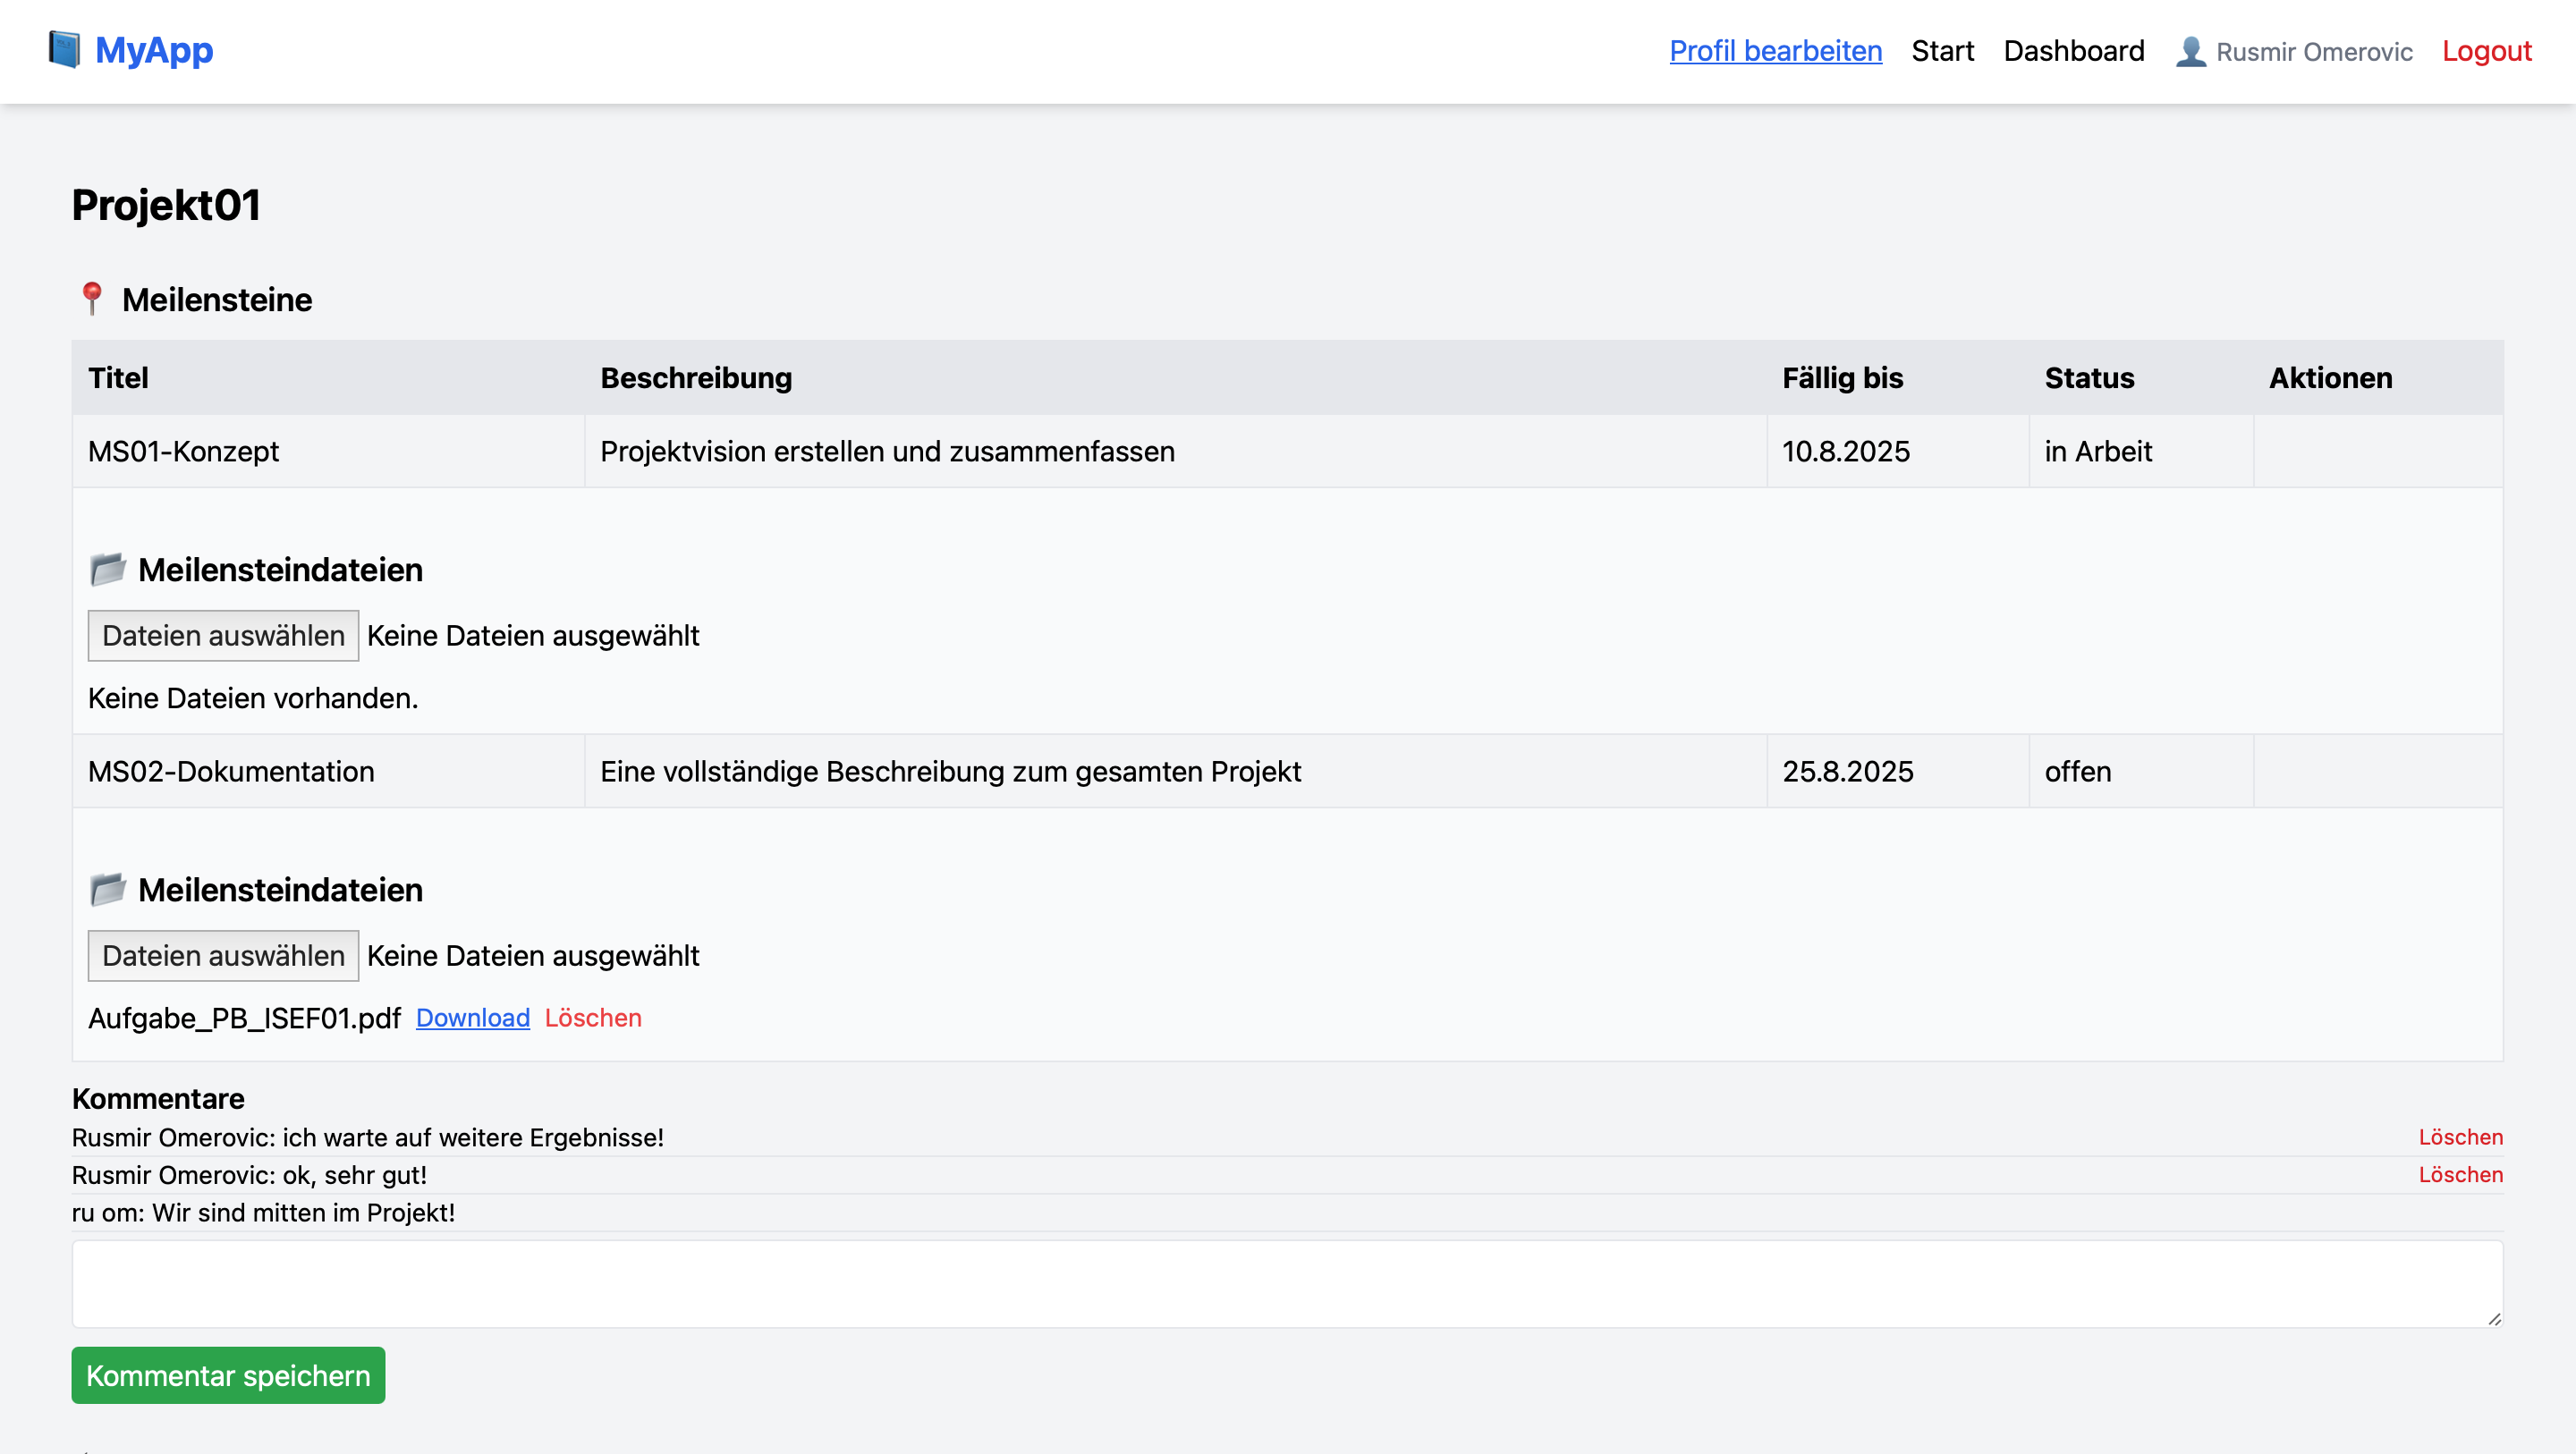 MyApp
Profil bearbeiten Start Dashboard Rusmir Omerovic Logout
Projekt01
Meilensteine
Titel Beschreibung Fällig bis Status Aktionen
MS01-Konzept Projektvision erstellen und zusammenfassen 10.8.2025 in Arbeit
Meilensteindateien
Dateien auswählen Keine Dateien ausgewählt
Keine Dateien vorhanden.
MS02-Dokumentation Eine vollständige Beschreibung zum gesamten Projekt 25.8.2025 offen
Meilensteindateien
Dateien auswählen Keine Dateien ausgewählt
Aufgabe_PB_ISEF01.pdf Download Löschen
Kommentare
Rusmir Omerovic: ich warte auf weitere Ergebnisse! Löschen
Rusmir Omerovic: ok, sehr gut! Löschen
ru om: Wir sind mitten im Projekt!
Kommentar speichern